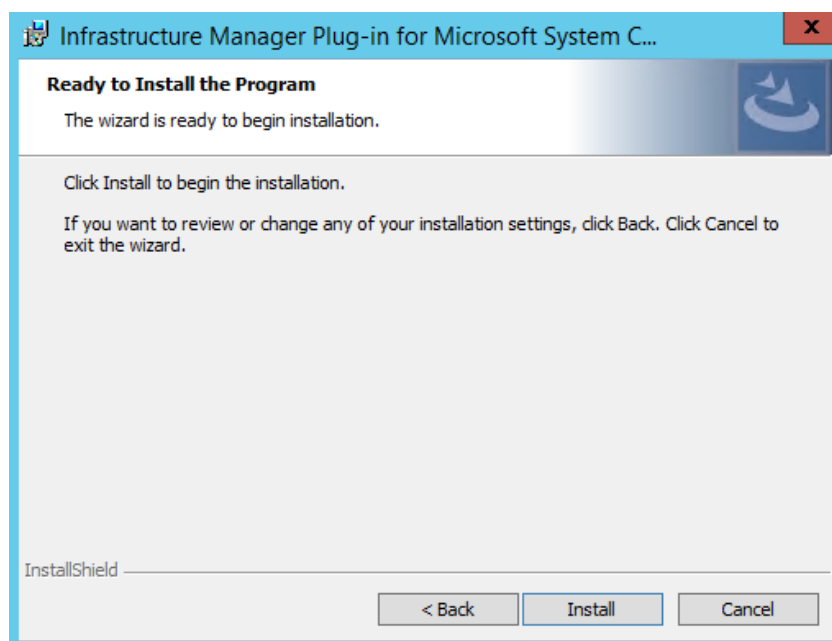 Infrastructure Manager Plug-in for Microsoft System C...
x
Ready to Install the Program
The wizard is ready to begin installation.
Click Install to begin the installation.
If you want to review or change any of your installation settings, click Back. Click Cancel to
exit the wizard.
InstallShield
< Back
Install
Cancel